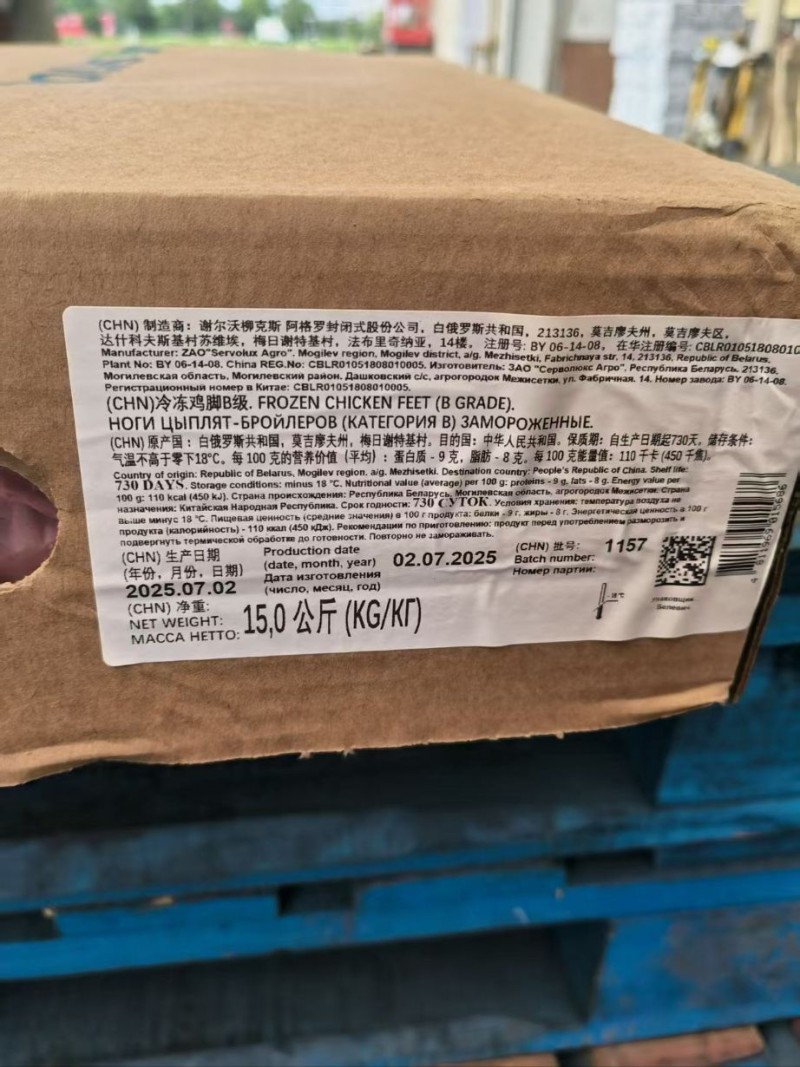 (CHN) 制造商：谢尔沃柳克斯 阿格罗封闭式股份公司，白俄罗斯共和国，213136，莫吉廖夫州，莫吉廖夫区，
达什科夫斯基村苏维埃，梅日谢特基村，法布里奇纳亚，14楼。 注册号: BY 06-14-08。 在华注册编号: CBLR01051808010
Manufacturer: ZAO"Servolux Agro". Mogilev region, Mogilev district, a/g. Mezhisetki, Fabrichnaya str, 14, 213136, Republic of Belarus.
Plant No: BY 06-14-08. China REG.No: CBLR01051808010005. Изготовитель: ЗАО "Серволюкс Агро". Республика Беларусь, 213136,
Могилевская область, Могилевский район. Дашковский с/с, агрогородок Межисетки, ул. Фабричная, 14. Номер завода: BY 06-14-08.
Регистрационный номер в Китае: CBLR01051808010005.
(CHN)冷冻鸡脚B级. FROZEN CHICKEN FEET (B GRADE).
НОГИ ЦЫПЛЯТ-БРОЙЛЕРОВ (КАТЕГОРИЯ В) ЗАМОРОЖЕННЫЕ.
(CHN) 原产国：白俄罗斯共和国，莫吉廖夫州，梅日谢特基村，目的国: 中华人民共和国。保质期: 自生产日期起730天。储存条件:
气温不高于零下18°C。每 100 克的营养价值（平均）: 蛋白质 - 9 克, 脂肪 - 8 克。每 100 克能量值: 110 千卡 (450 千焦)。
Country of origin: Republic of Belarus, Mogilev region, a/g. Mezhisetki. Destination country: People's Republic of China. Shelf life:
730 DAYS. Storage conditions: minus 18 °C. Nutritional value (average) per 100 g: proteins - 9 g, fats - 8 g. Energy value per
100 g: 110 kcal (450 kJ). Страна происхождения: Республика Беларусь, Могилевская область, агрогородок Межисетки. Страна
назначения: Китайская Народная Республика. Срок годности: 730 СУТОК. Условия хранения: температура воздуха не
выше минус 18 °C. Пищевая ценность (средние значения) в 100 г продукта: белки - 9 г, жиры - 8 г. Энергетическая ценность в 100 г
продукта (калорийность) - 110 ккал (450 кДж). Рекомендации по приготовлению: продукт перед употреблением разморозить и
подвергнуть термической обработке до готовности. Повторно не замораживать.
(CHN) 生产日期
(年份，月份，日期)
2025.07.02
Production date
(date, month, year)
Дата изготовления
(число, месяц, год)
02.07.2025
(CHN) 批号:
Batch number:
Номер партии:
1157
(CHN) 净重:
NET WEIGHT:
МАССА НЕТТО:
15,0 公斤 (KG/КГ)
-18°C